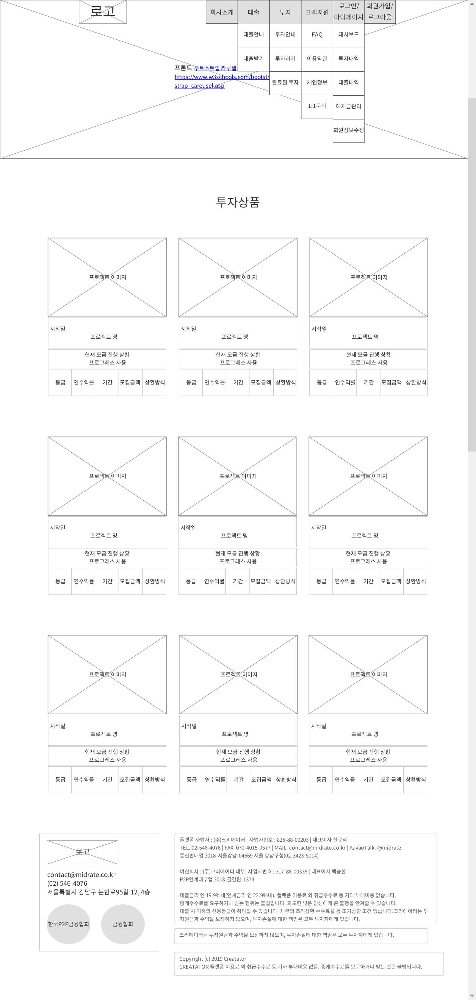 로고
회사소개 대출 투자 고객지원 로그인/ 회원가입/
마이페이지 로그아웃
대출안내 투자안내 FAQ 대시보드
대출받기 투자하기 이용약관 투자내역
프론트 부트스트랩 카루젤
https://www.w3schools.com/bootstr
strap_carousel.asp
완료된 투자 개인정보 대출내역
1:1문의 예치금관리
회원정보수정
투자상품
프로젝트 이미지 프로젝트 이미지 프로젝트 이미지
시작일 시작일 시작일
프로젝트 명 프로젝트 명 프로젝트 명
현재 모금 진행 상황 현재 모금 진행 상황 현재 모금 진행 상황
프로그레스 사용 프로그레스 사용 프로그레스 사용
등급 연수익률 기간 모집금액 상환방식 등급 연수익률 기간 모집금액 상환방식 등급 연수익률 기간 모집금액 상환방식
프로젝트 이미지 프로젝트 이미지 프로젝트 이미지
시작일 시작일 시작일
프로젝트 명 프로젝트 명 프로젝트 명
현재 모금 진행 상황 현재 모금 진행 상황 현재 모금 진행 상황
프로그레스 사용 프로그레스 사용 프로그레스 사용
등급 연수익률 기간 모집금액 상환방식 등급 연수익률 기간 모집금액 상환방식 등급 연수익률 기간 모집금액 상환방식
프로젝트 이미지 프로젝트 이미지 프로젝트 이미지
시작일 시작일 시작일
프로젝트 명 프로젝트 명 프로젝트 명
현재 모금 진행 상황 현재 모금 진행 상황 현재 모금 진행 상황
프로그레스 사용 프로그레스 사용 프로그레스 사용
등급 연수익률 기간 모집금액 상환방식 등급 연수익률 기간 모집금액 상환방식 등급 연수익률 기간 모집금액 상환방식
로고
contact@midrate.co.kr
(02) 546-4076
서울특별시 강남구 논현로95길 12, 4층
한국P2P금융협회 금융협회
플랫폼 사업자 : (주)크리에이터 | 사업자번호 : 825-88-00203 | 대표이사 신규식
TEL. 02-546-4076 | FAX. 070-4015-0577 | MAIL. contact@midrate.co.kr | KakaoTalk. @midrate
통신판매업 2018-서울강남-04669 서울 강남구청(02-3423-5114)
여신회사 : (주)크리에이터 대부| 사업자번호 : 317-88-00338 | 대표이사 백승한
P2P연계대부업 2018-금감원-1374
대출금리 연 19.9%내(연체금리 연 22.9%내), 플랫폼 이용료 외 취급수수료 등 기타 부대비용 없습니다.
중개수수료를 요구하거나 받는 행위는 불법입니다. 과도한 빚은 당신에게 큰 불행을 안겨줄 수 있습니다.
대출 시 귀하의 신용등급이 하락할 수 있습니다. 채무의 조기상환 수수료율 등 조기상환 조건 없습니다.크리에이터는 투
자원금과 수익을 보장하지 않으며, 투자손실에 대한 책임은 모두 투자자에게 있습니다.
크리에이터는 투자원금과 수익을 보장하지 않으며, 투자손실에 대한 책임은 모두 투자자에게 있습니다.
Copyright (c) 2019 Creatator
CREATATOR 플랫폼 이용료 외 취급수수료 등 기타 부대비용 없음. 중개수수료를 요구하거나 받는 것은 불법입니다.